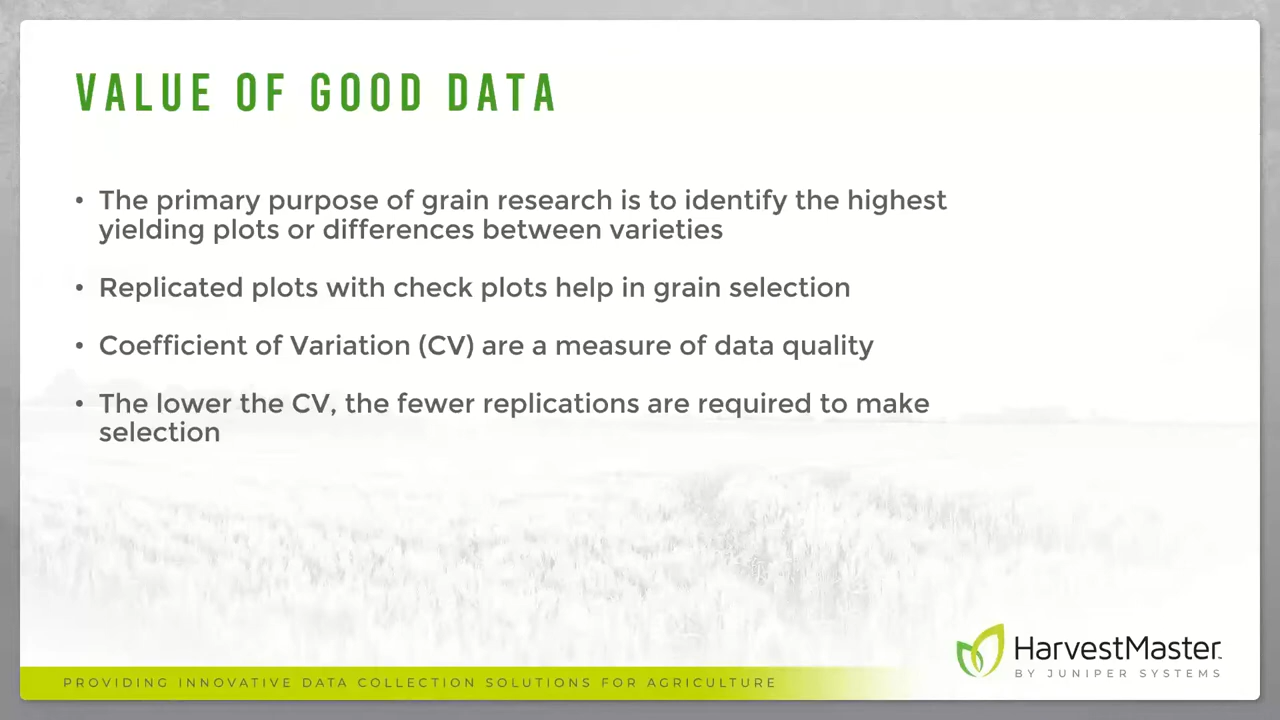 VALUE OF GOOD DATA
• The primary purpose of grain research is to identify the highest
yielding plots or differences between varieties
• Replicated plots with check plots help in grain selection
• Coefficient of Variation (CV) are a measure of data quality
• The lower the CV, the fewer replications are required to make
selection
HarvestMaster™
BY JUNIPER SYSTEMS
PROVIDING INNOVATIVE DATA COLLECTION SOLUTIONS FOR AGRICULTURE